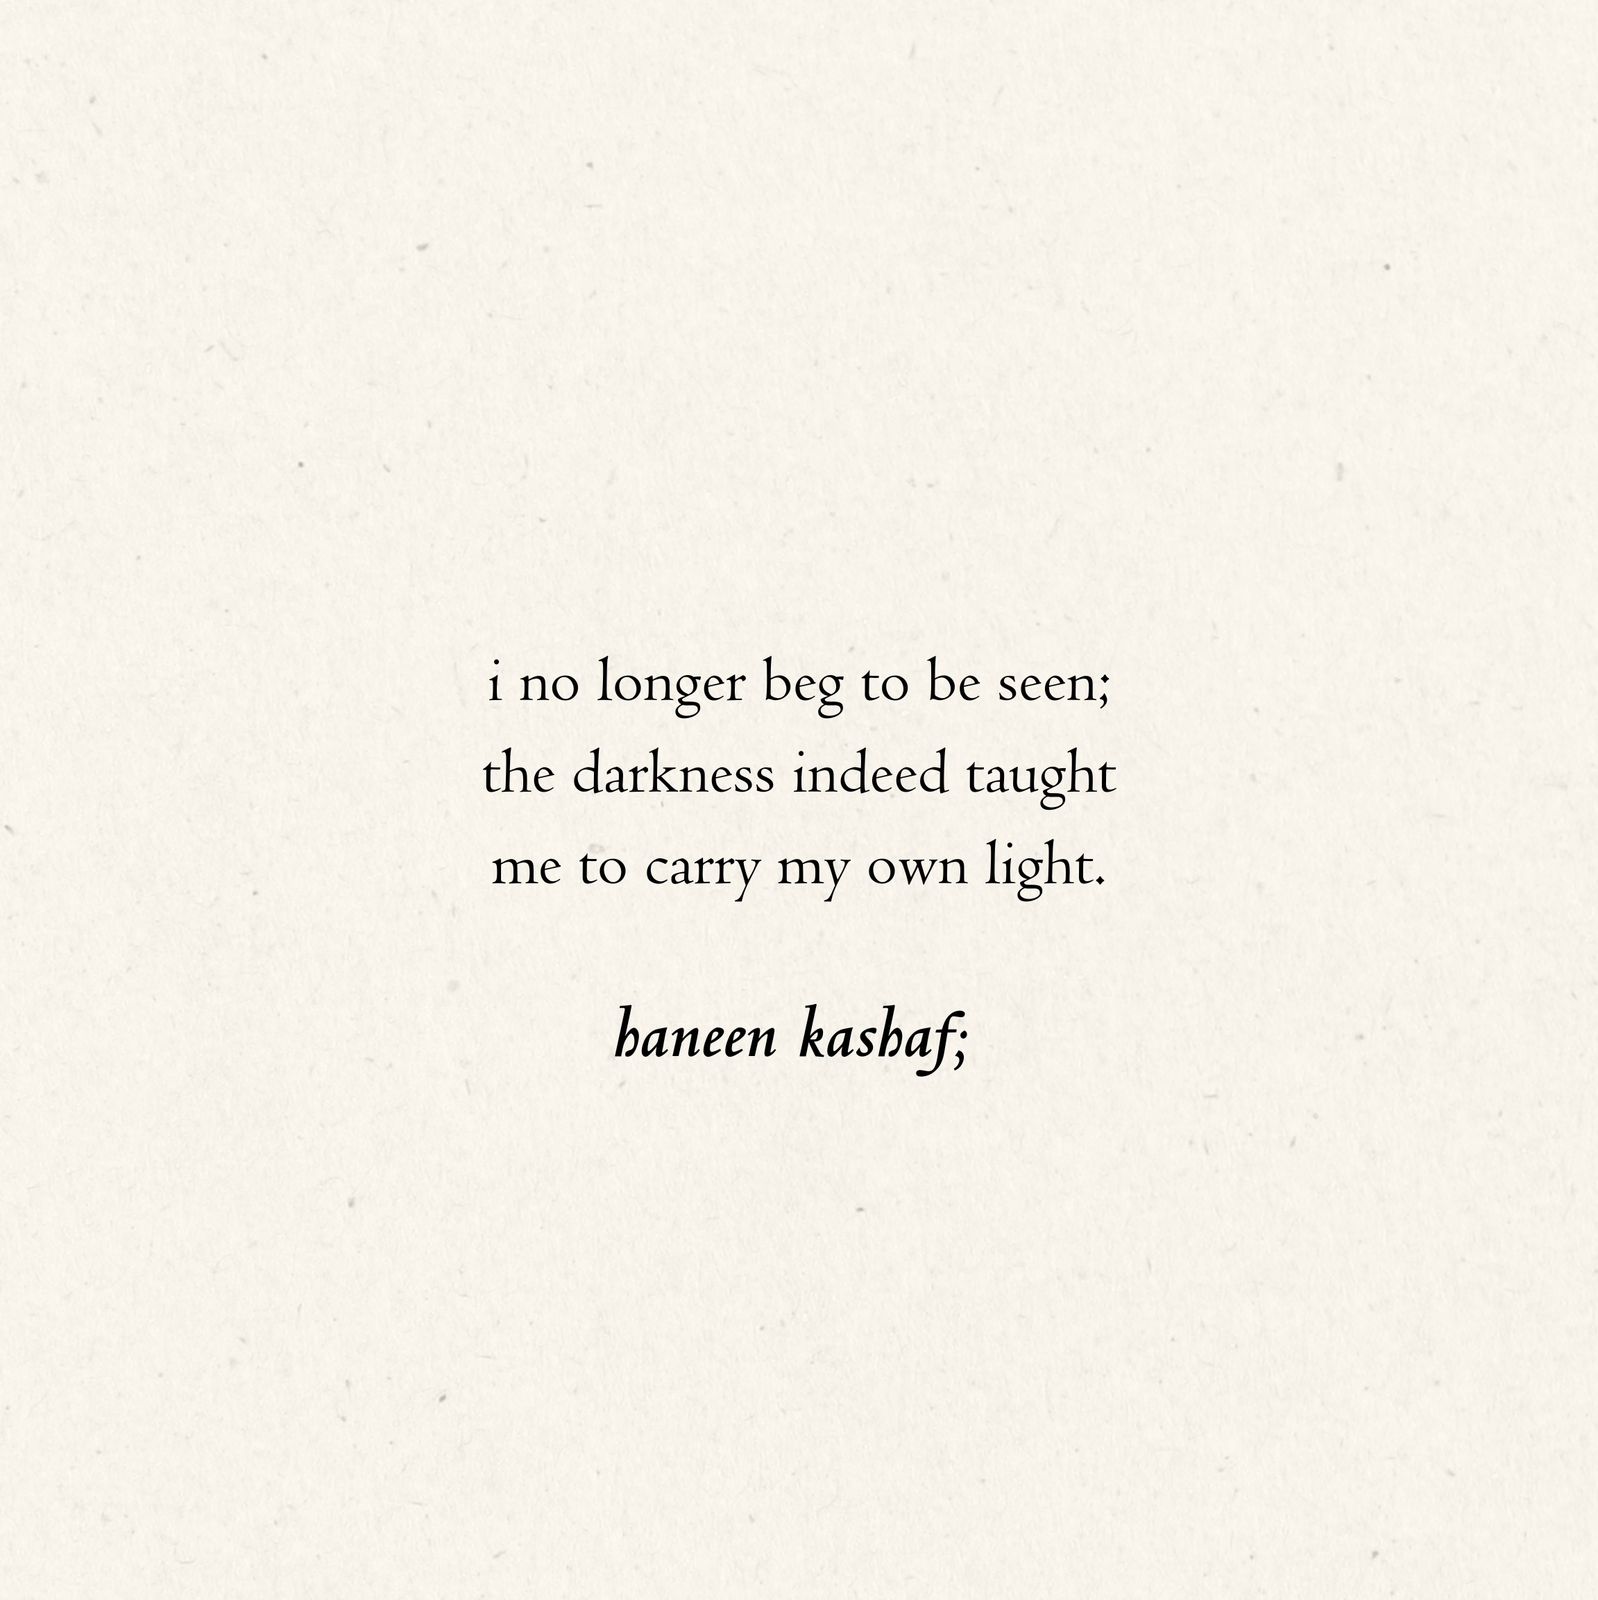 i no longer beg to be seen;
the darkness indeed taught
me to carry my own light.
haneen kashaf;